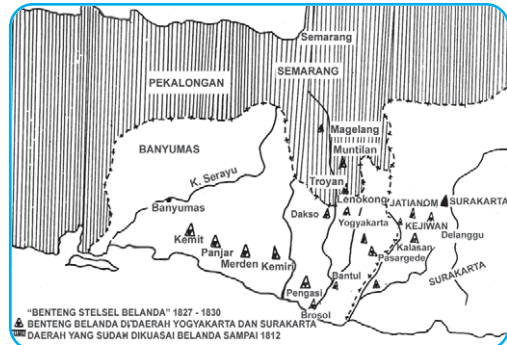 Semarang
SEMARANG
PEKALONGAN
Magelang
Muntilan
BANYUMAS
K. Serayu
Troyan
Lenokong
JATIANOM
SURAKARTA
Banyumas
Dakso
Yogyakarta
KEJIWAN
Delanggu
Kemit
Panjar
Merden
Kemiri
Kalasan
Pasargede
Pengasi
Bantul
SURAKARTA
Brosol
"BENTENG STELSEL BELANDA" 1827 - 1830
BENTENG BELANDA DI DAERAH YOGYAKARTA DAN SURAKARTA
DAERAH YANG SUDAH DIKUASAI BELANDA SAMPAI 1812